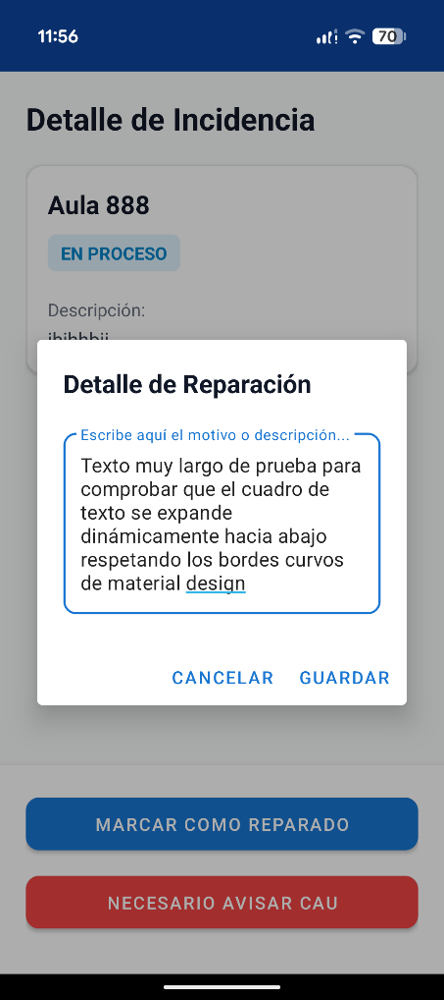 11:56
70
Detalle de Incidencia
Aula 888
EN PROCESO
Descripción:
Detalle de Reparación
Escribe aquí el motivo o descripción...
Texto muy largo de prueba para
comprobar que el cuadro de
texto se expande
dinámicamente hacia abajo
respetando los bordes curvos
de material design
CANCELAR GUARDAR
MARCAR COMO REPARADO
NECESARIO AVISAR CAU